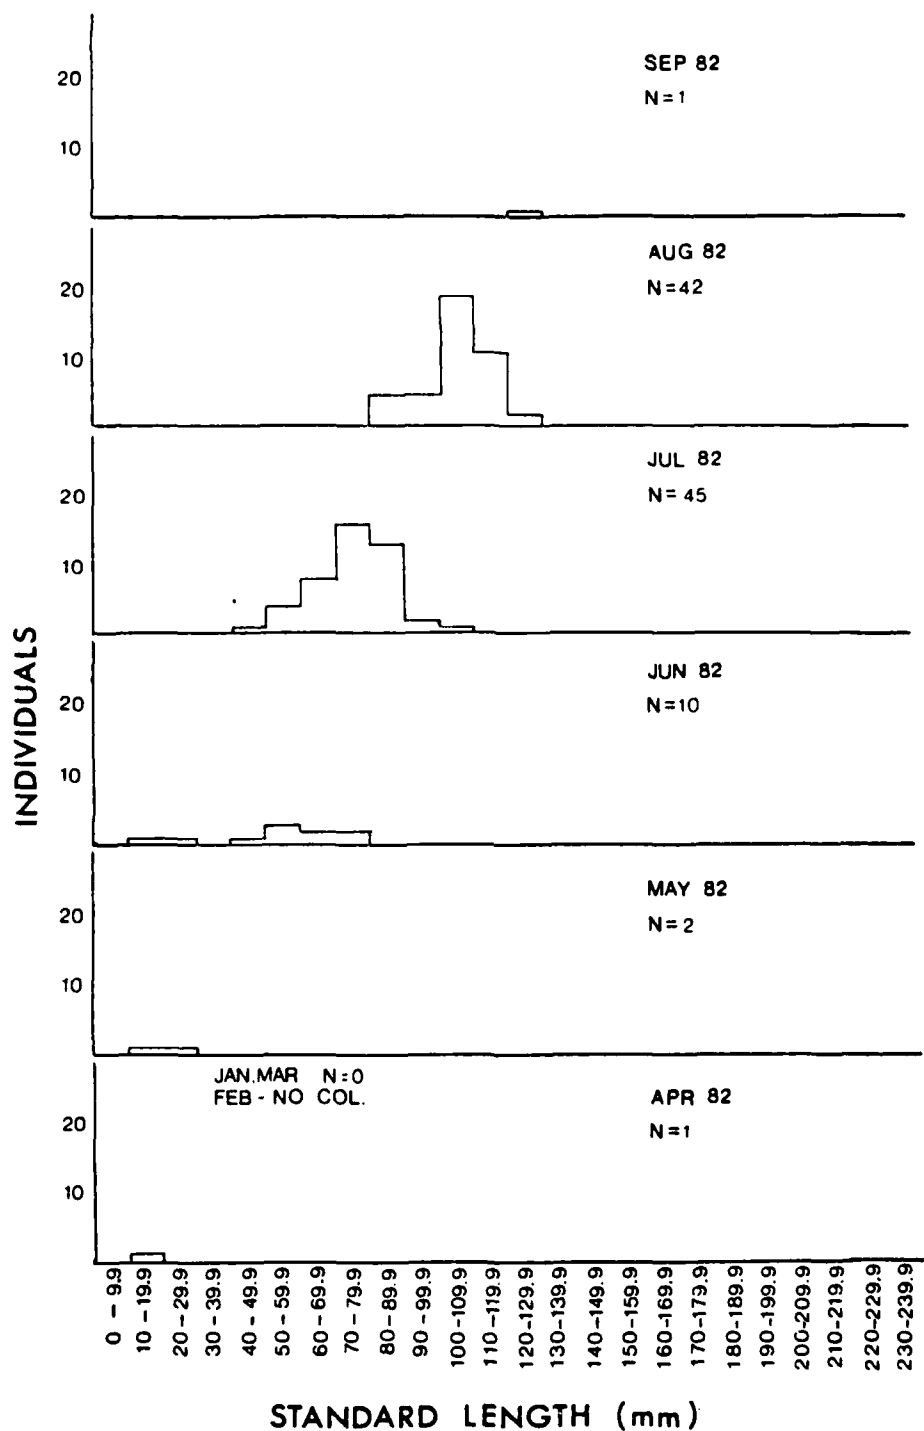 SEP 82
N=1
20
10
AUG 82
N=42
20
10
JUL 82
N= 45
20
10
JUN 82
N=10
20
10
MAY 82
N= 2
20
10
JAN,MAR N=0
FEB - NO COL.
APR 82
N=1
20
10
INDIVIDUALS
0 - 9.9
10 -19.9
20 -29.9
30 -39.9
40 -49.9
50 -59.9
60 -69.9
70 -79.9
80 -89.9
90 -99.9
100-109.9
110-119.9
120-129.9
130-139.9
140-149.9
150-159.9
160-169.9
170-179.9
180-189.9
190-199.9
200-209.9
210-219.9
220-229.9
230-239.9
STANDARD LENGTH (mm)